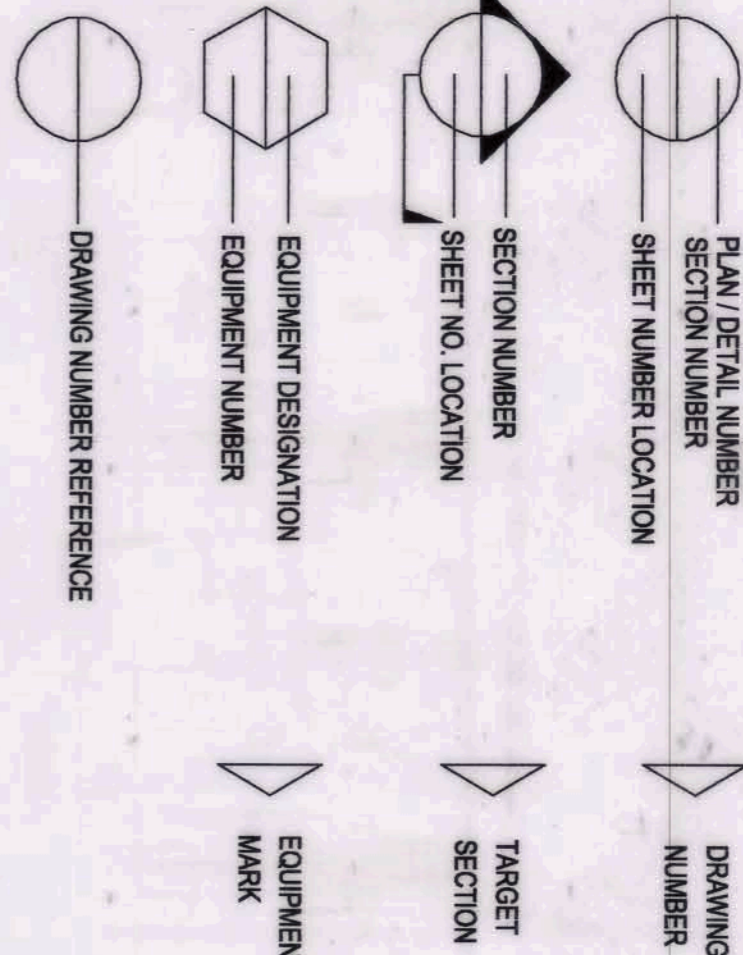 PLAN / DETAIL NUMBER
SECTION NUMBER
SHEET NUMBER LOCATION
DRAWING
NUMBER
SECTION NUMBER
SHEET NO. LOCATION
TARGET
SECTION
EQUIPMENT DESIGNATION
EQUIPMENT NUMBER
EQUIPMEN
MARK
DRAWING NUMBER REFERENCE